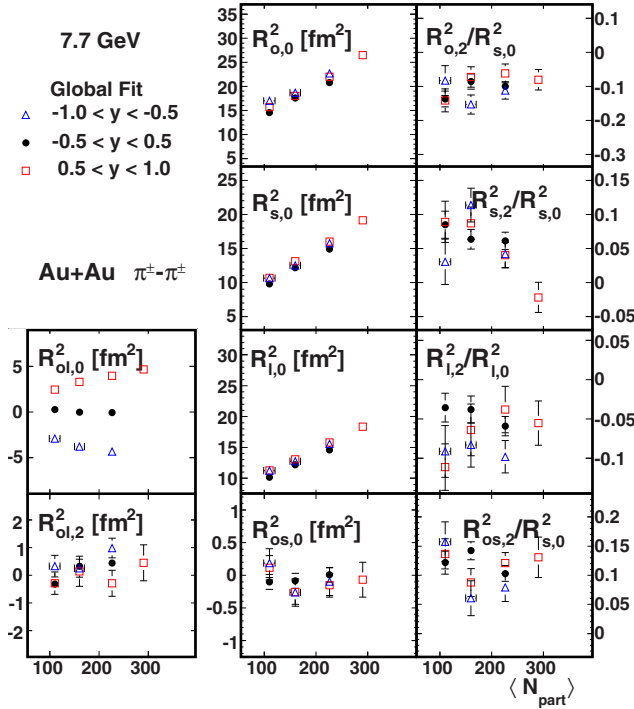 7.7 GeV
Global Fit
-1.0 < y < -0.5
-0.5 < y < 0.5
0.5 < y < 1.0
Au+Au π±-π±
R²o,0 [fm²]
35
30
25
20
15
10
5
R²o,2/R²s,0
0.1
0
-0.1
-0.2
-0.3
R²s,0 [fm²]
25
20
15
10
5
R²s,2/R²s,0
0.15
0.1
0.05
0
-0.05
R²ol,0 [fm²]
5
0
-5
R²l,0 [fm²]
30
25
20
15
10
R²l,2/R²l,0
0.05
0
-0.05
-0.1
R²ol,2 [fm²]
2
1
0
-1
-2
R²os,0 [fm²]
0.5
0
-0.5
-1
R²os,2/R²s,0
0.2
0.15
0.1
0.05
0
100 200 300
100 200 300
100 200 300
⟨ N_part ⟩